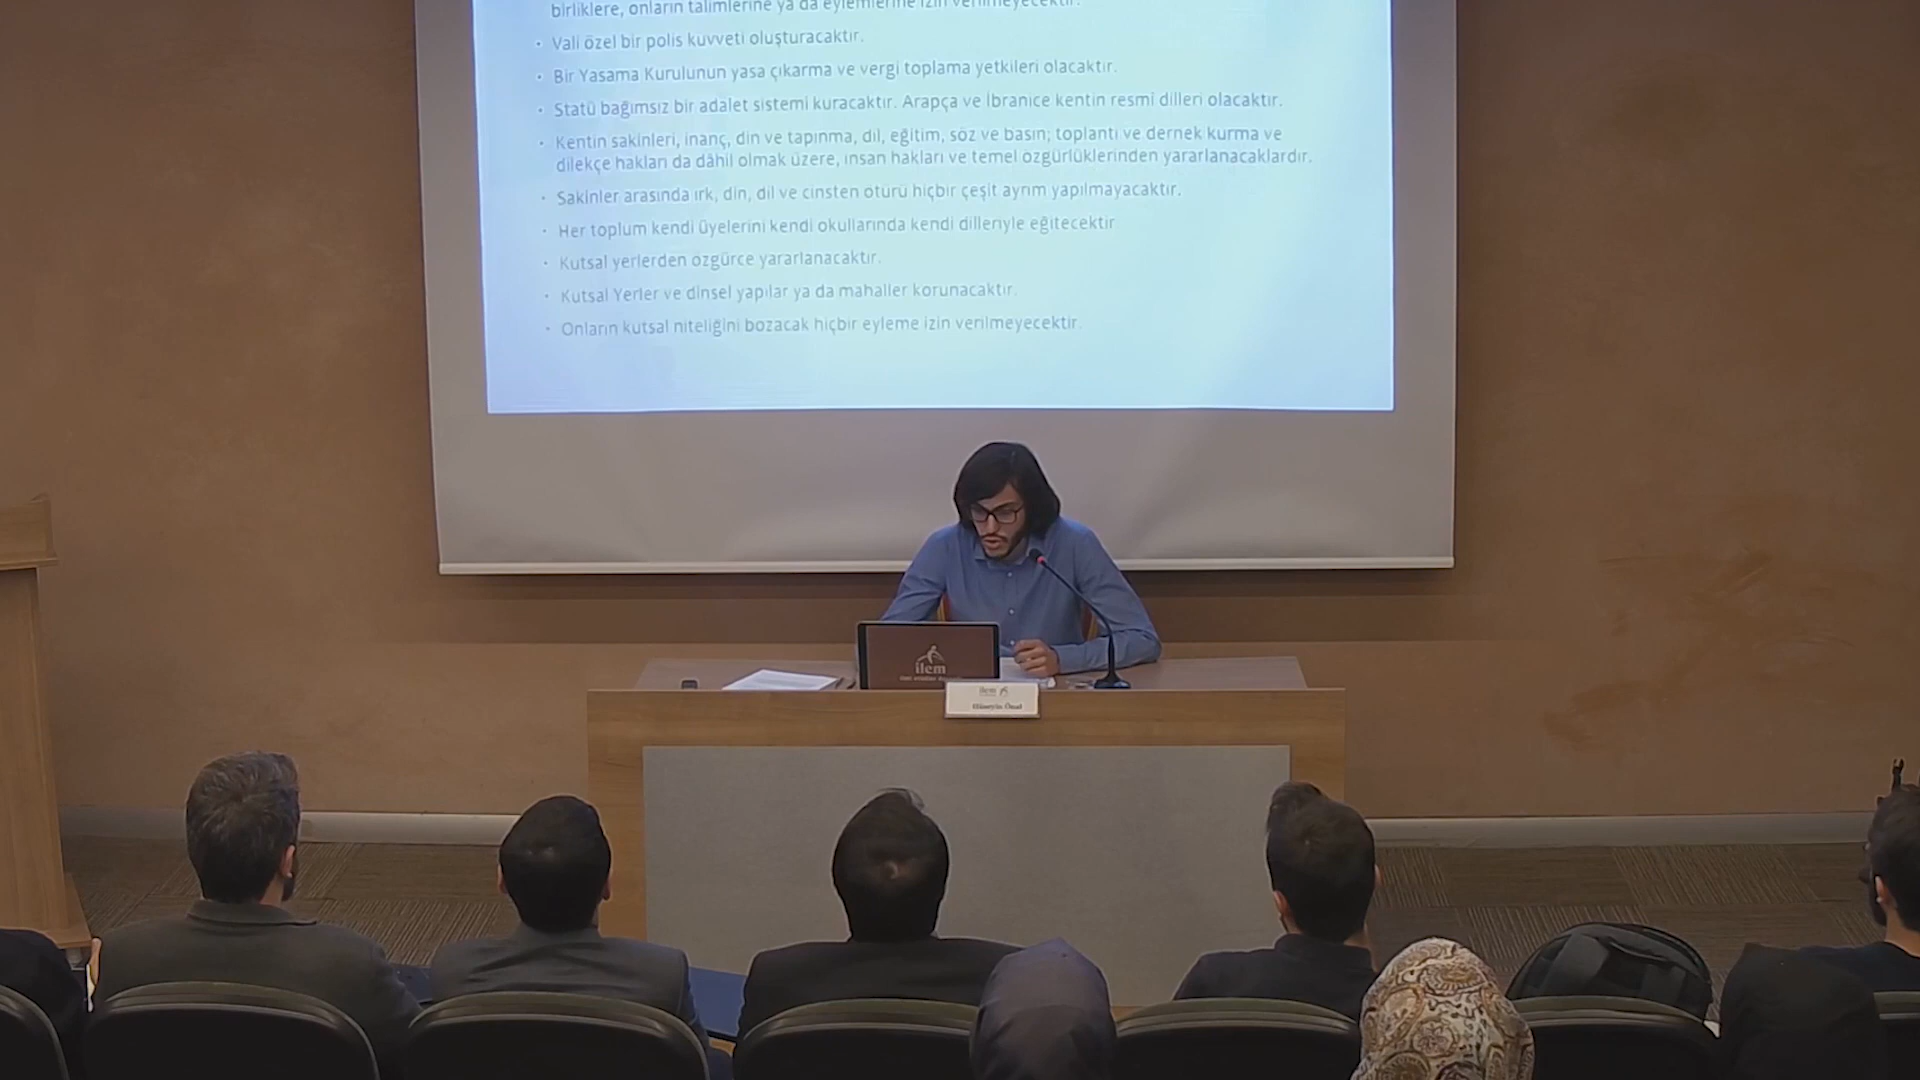 birliklere, onların talimlerine ya da eylemlerine izin verilmeyecektir.
• Vali özel bir polis kuvveti oluşturacaktır.
• Bir Yasama Kurulunun yasa çıkarma ve vergi toplama yetkileri olacaktır.
• Statü bağımsız bir adalet sistemi kuracaktır. Arapça ve İbranice kentin resmî dilleri olacaktır.
• Kentin sakinleri, inanç, din ve tapınma, dil, eğitim, söz ve basın; toplantı ve dernek kurma ve
dilekçe hakları da dâhil olmak üzere, insan hakları ve temel özgürlüklerinden yararlanacaklardır.
• Sakinler arasında ırk, din, dil ve cinsten ötürü hiçbir çeşit ayrım yapılmayacaktır.
• Her toplum kendi üyelerini kendi okullarında kendi dilleriyle eğitecektir
• Kutsal yerlerden özgürce yararlanacaktır.
• Kutsal Yerler ve dinsel yapılar ya da mahaller korunacaktır.
• Onların kutsal niteliğini bozacak hiçbir eyleme izin verilmeyecektir.
ilem
ilem
Hüseyin Önal